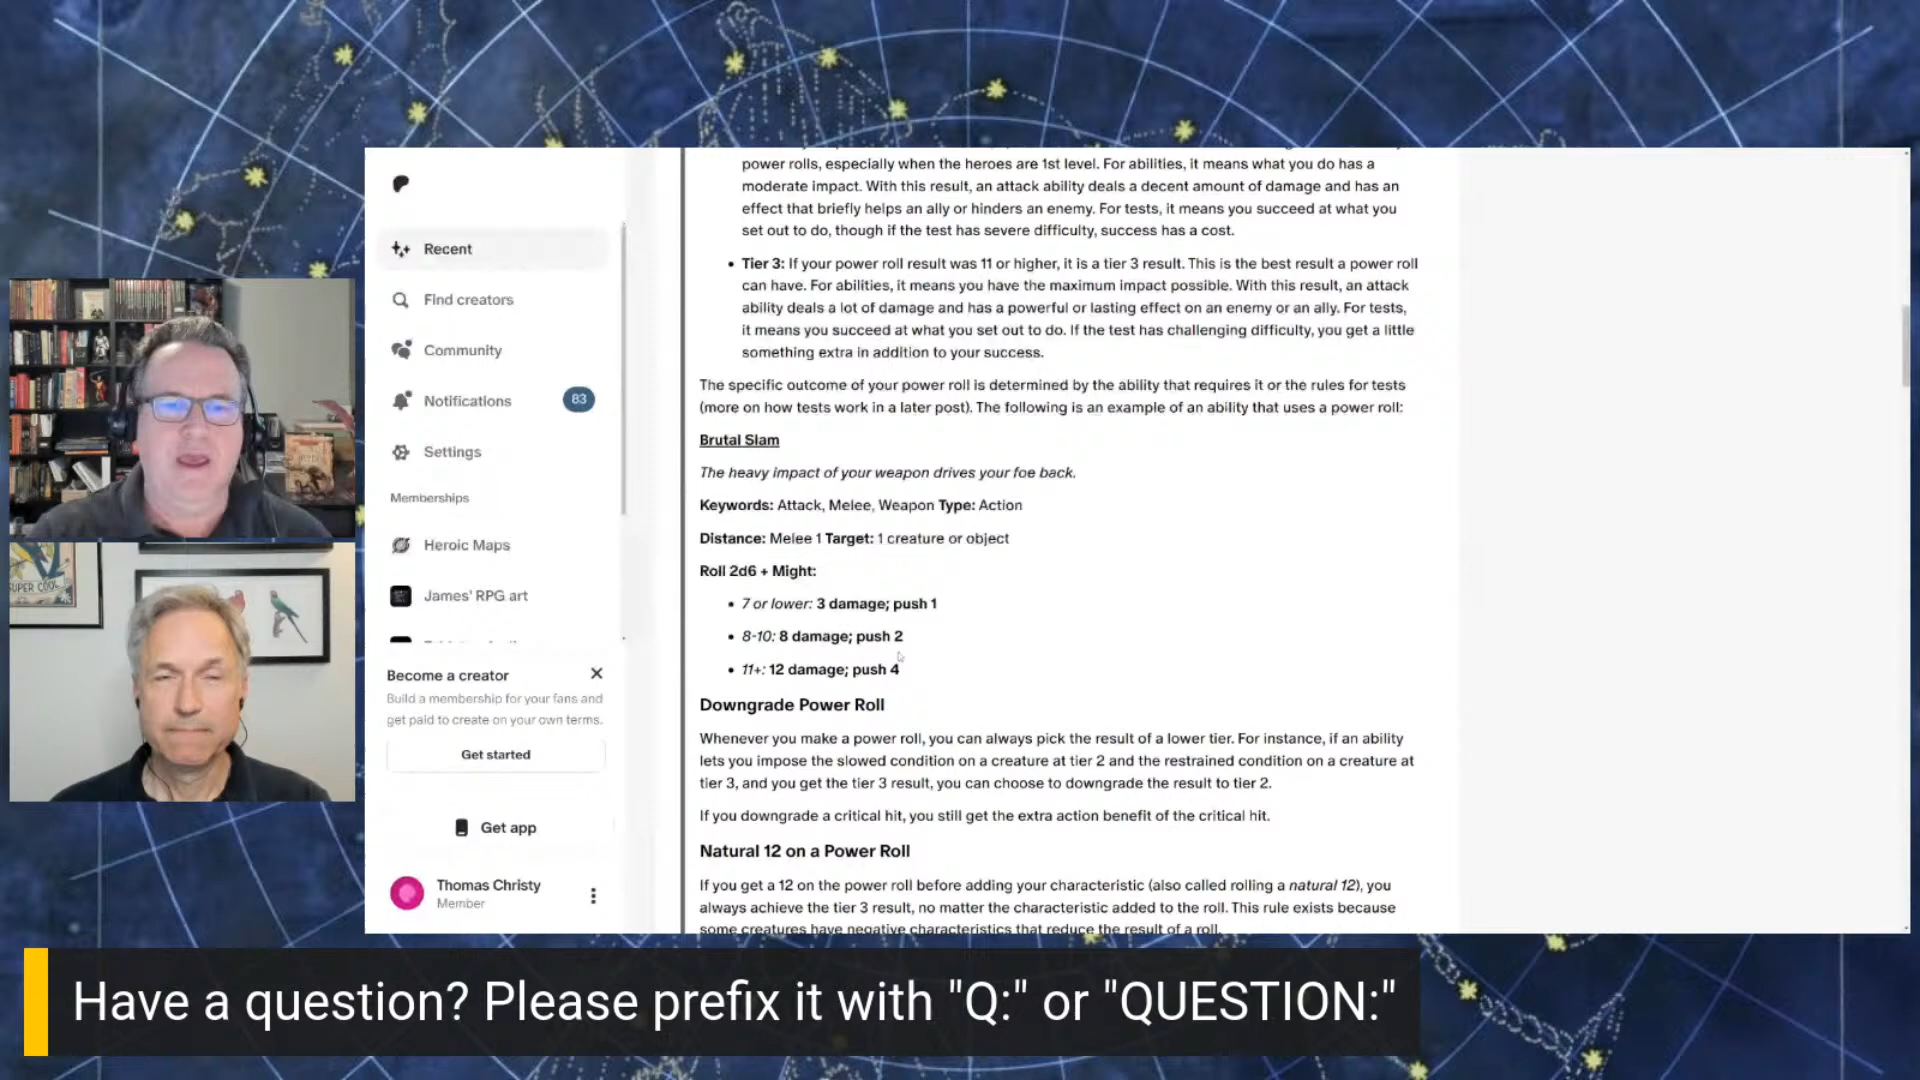 Recent
Find creators
Community
Notifications
83
Settings
Memberships
Heroic Maps
James' RPG art
Become a creator
Build a membership for your fans and
get paid to create on your own terms.
Get started
Get app
Thomas Christy
Member
power rolls, especially when the heroes are 1st level. For abilities, it means what you do has a
moderate impact. With this result, an attack ability deals a decent amount of damage and has an
effect that briefly helps an ally or hinders an enemy. For tests, it means you succeed at what you
set out to do, though if the test has severe difficulty, success has a cost.
• Tier 3: If your power roll result was 11 or higher, it is a tier 3 result. This is the best result a power roll
can have. For abilities, it means you have the maximum impact possible. With this result, an attack
ability deals a lot of damage and has a powerful or lasting effect on an enemy or an ally. For tests,
it means you succeed at what you set out to do. If the test has challenging difficulty, you get a little
something extra in addition to your success.
The specific outcome of your power roll is determined by the ability that requires it or the rules for tests
(more on how tests work in a later post). The following is an example of an ability that uses a power roll:
Brutal Slam
The heavy impact of your weapon drives your foe back.
Keywords: Attack, Melee, Weapon Type: Action
Distance: Melee 1 Target: 1 creature or object
Roll 2d6 + Might:
• 7 or lower: 3 damage; push 1
• 8-10: 8 damage; push 2
• 11+: 12 damage; push 4
Downgrade Power Roll
Whenever you make a power roll, you can always pick the result of a lower tier. For instance, if an ability
lets you impose the slowed condition on a creature at tier 2 and the restrained condition on a creature at
tier 3, and you get the tier 3 result, you can choose to downgrade the result to tier 2.
If you downgrade a critical hit, you still get the extra action benefit of the critical hit.
Natural 12 on a Power Roll
If you get a 12 on the power roll before adding your characteristic (also called rolling a natural 12), you
always achieve the tier 3 result, no matter the characteristic added to the roll. This rule exists because
some creatures have negative characteristics that reduce the result of a roll.
SUPER COOL
Have a question? Please prefix it with "Q:" or "QUESTION:"